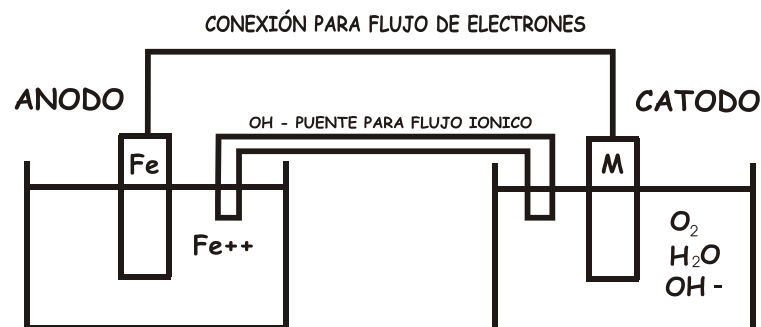 CONEXIÓN PARA FLUJO DE ELECTRONES
ANODO
CATODO
OH - PUENTE PARA FLUJO IONICO
Fe
M
Fe++
O₂
H₂O
OH -